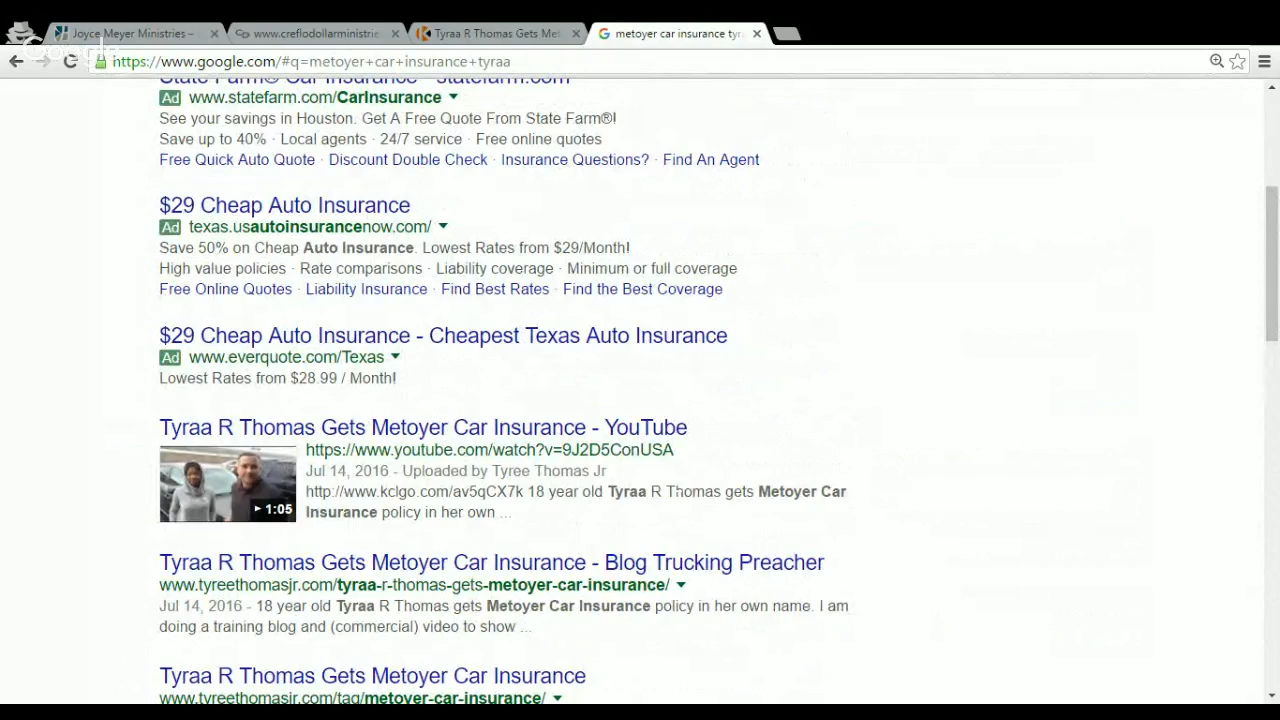 Joyce Meyer Ministries –
www.creflodollarministrie
Tyraa R Thomas Gets Met
metoyer car insurance tyra
Google
https://www.google.com/#q=metoyer+car+insurance+tyraa
State Farm® Car Insurance - statefarm.com
Ad www.statefarm.com/CarInsurance
See your savings in Houston. Get A Free Quote From State Farm®!
Save up to 40% · Local agents · 24/7 service · Free online quotes
Free Quick Auto Quote · Discount Double Check · Insurance Questions? · Find An Agent
$29 Cheap Auto Insurance
Ad texas.usautoinsurancenow.com/
Save 50% on Cheap Auto Insurance. Lowest Rates from $29/Month!
High value policies · Rate comparisons · Liability coverage · Minimum or full coverage
Free Online Quotes · Liability Insurance · Find Best Rates · Find the Best Coverage
$29 Cheap Auto Insurance - Cheapest Texas Auto Insurance
Ad www.everquote.com/Texas
Lowest Rates from $28.99 / Month!
Tyraa R Thomas Gets Metoyer Car Insurance - YouTube
https://www.youtube.com/watch?v=9J2D5ConUSA
Jul 14, 2016 - Uploaded by Tyree Thomas Jr
http://www.kclgo.com/av5qCX7k 18 year old Tyraa R Thomas gets Metoyer Car
Insurance policy in her own ...
1:05
Tyraa R Thomas Gets Metoyer Car Insurance - Blog Trucking Preacher
www.tyreethomasjr.com/tyraa-r-thomas-gets-metoyer-car-insurance/
Jul 14, 2016 - 18 year old Tyraa R Thomas gets Metoyer Car Insurance policy in her own name. I am
doing a training blog and (commercial) video to show ...
Tyraa R Thomas Gets Metoyer Car Insurance
www.tyreethomasjr.com/tag/metoyer-car-insurance/